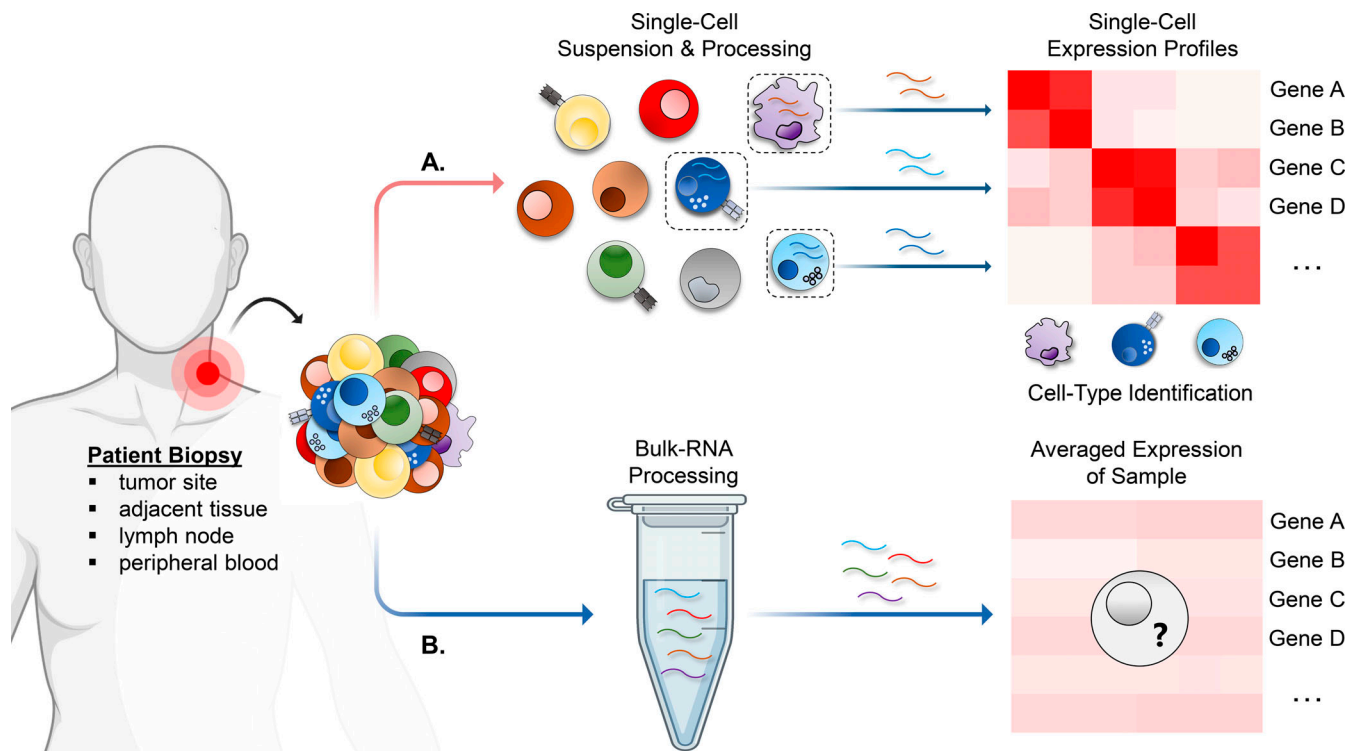 Single-Cell
Suspension & Processing
Single-Cell
Expression Profiles
Gene A
Gene B
Gene C
Gene D
...
A.
Cell-Type Identification
Patient Biopsy
▪ tumor site
▪ adjacent tissue
▪ lymph node
▪ peripheral blood
B.
Bulk-RNA
Processing
Averaged Expression
of Sample
Gene A
Gene B
Gene C
Gene D
...
?